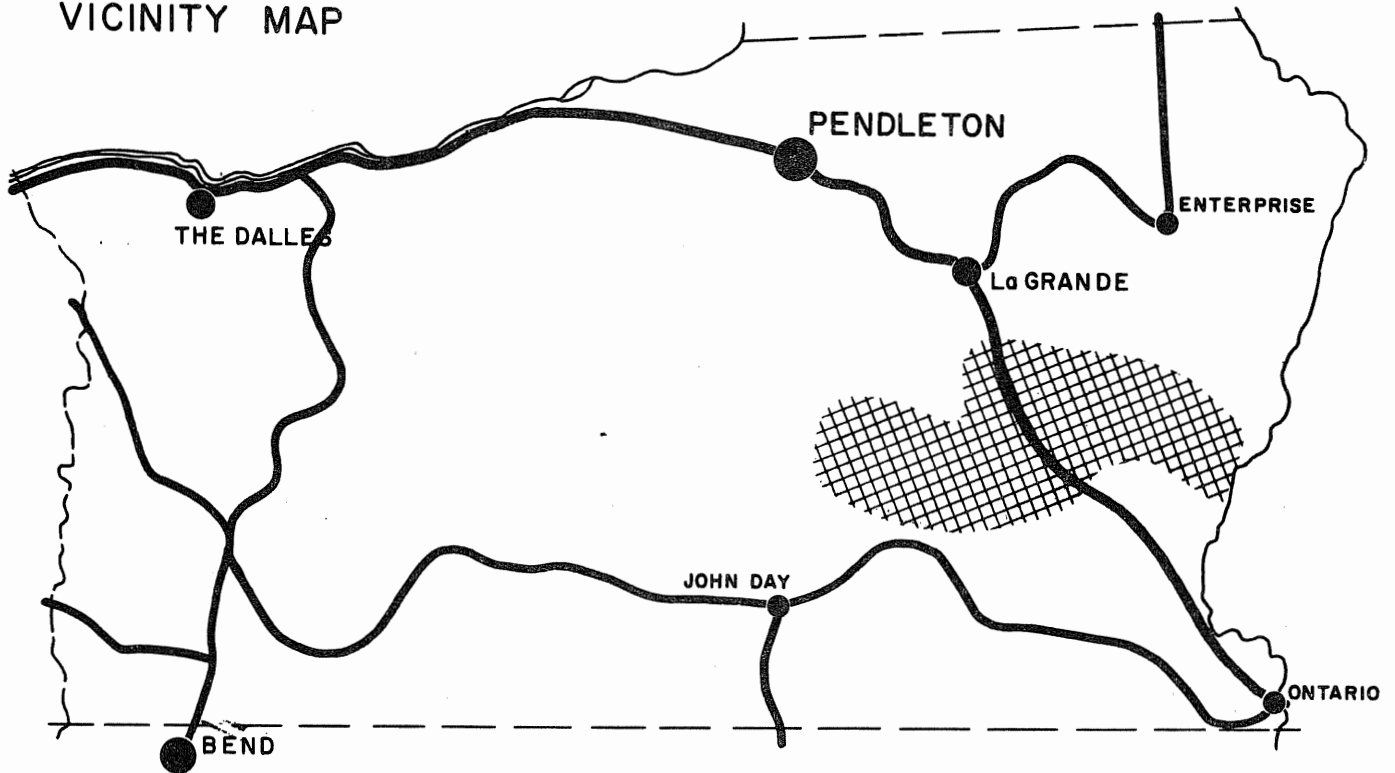 VICINITY MAP
PENDLETON
ENTERPRISE
THE DALLES
La GRANDE
JOHN DAY
ONTARIO
BEND